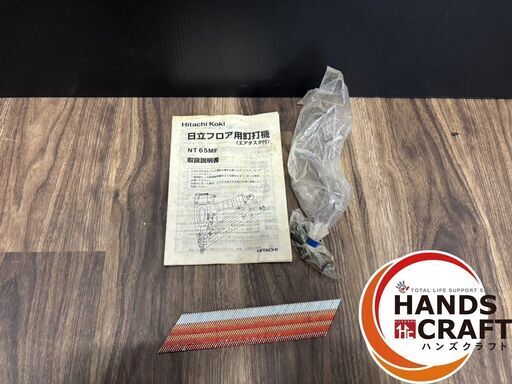 Hitachi Koki
日立フロア用釘打機
(エアダスタ付)
NT 65MF
取扱説明書
HITACHI
TOTAL LIFE SUPPORT S
HANDS
CRAFT
ハンズクラフト